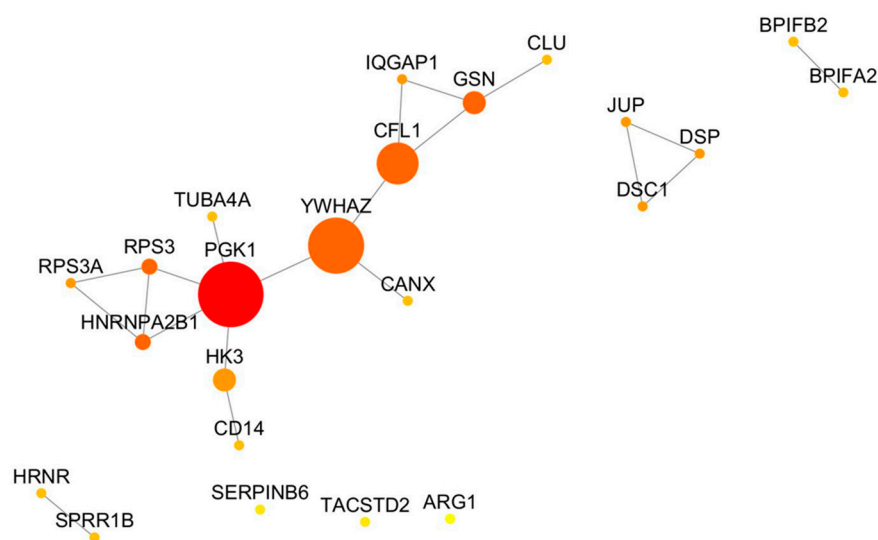 BPIFB2
CLU
IQGAP1
GSN
BPIFA2
JUP
CFL1
DSP
DSC1
TUBA4A
YWHAZ
RPS3
PGK1
RPS3A
CANX
HNRNPA2B1
HK3
CD14
HRNR
SERPINB6
TACSTD2
ARG1
SPRR1B